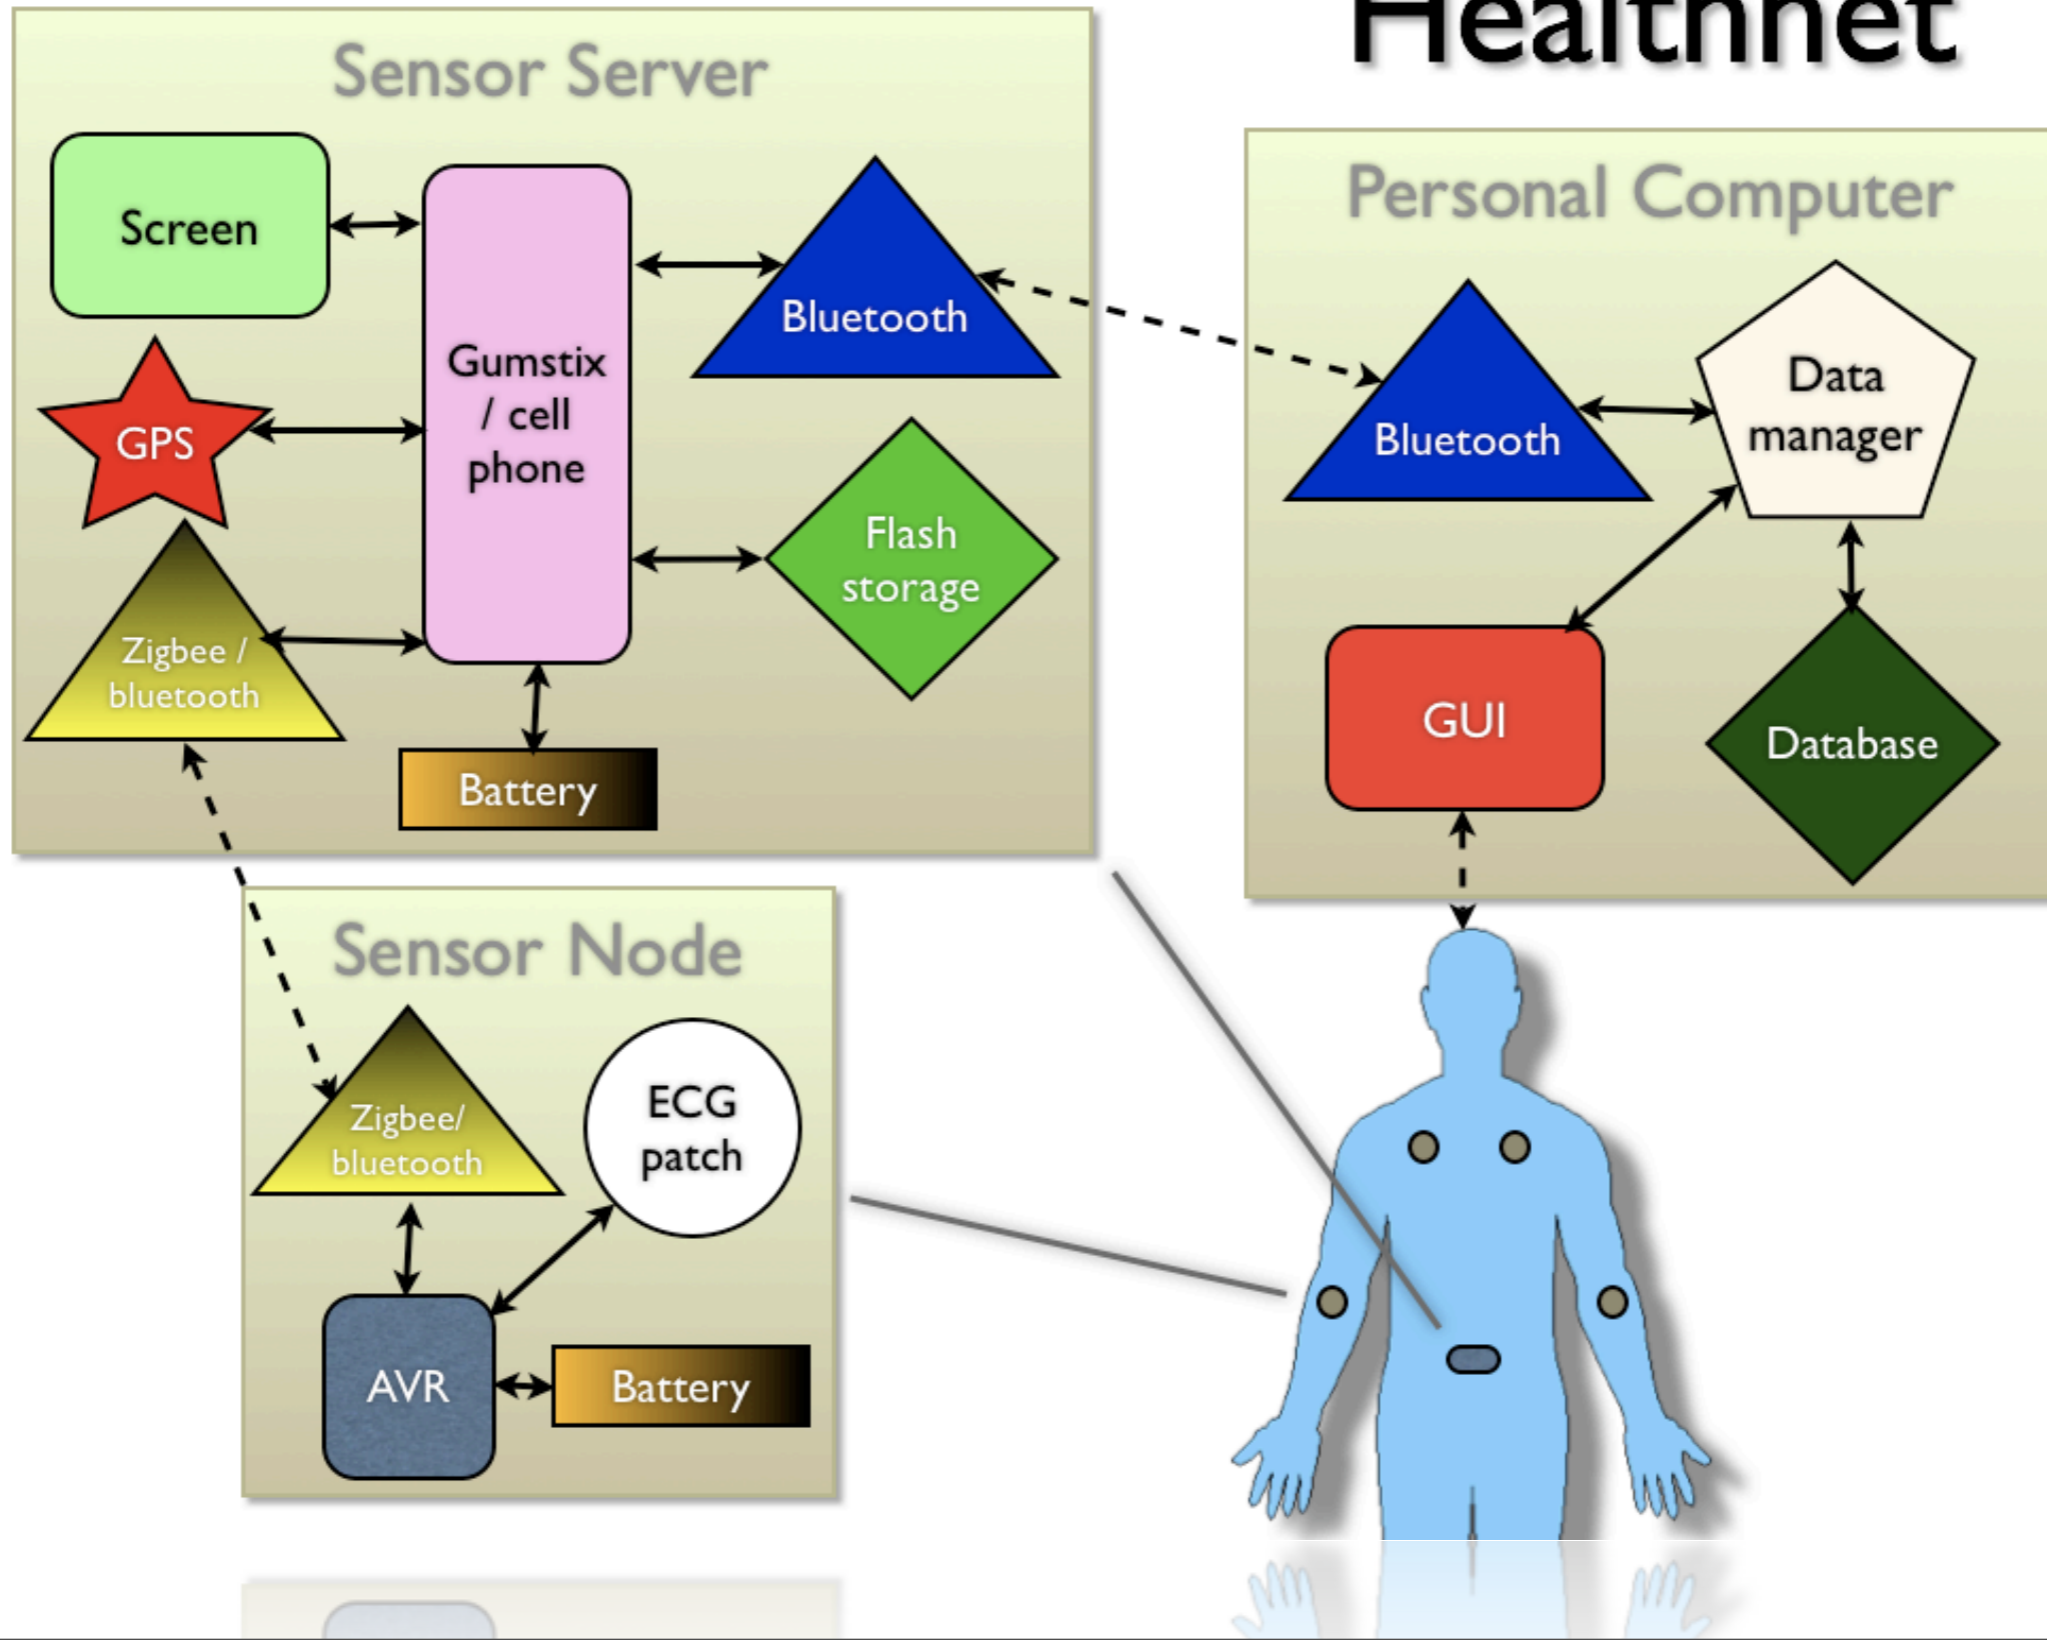 Healthnet
Sensor Server
Screen
Gumstix
/ cell
phone
Bluetooth
GPS
Flash
storage
Zigbee /
bluetooth
Battery
Personal Computer
Bluetooth
Data
manager
GUI
Database
Sensor Node
Zigbee/
bluetooth
ECG
patch
AVR
Battery